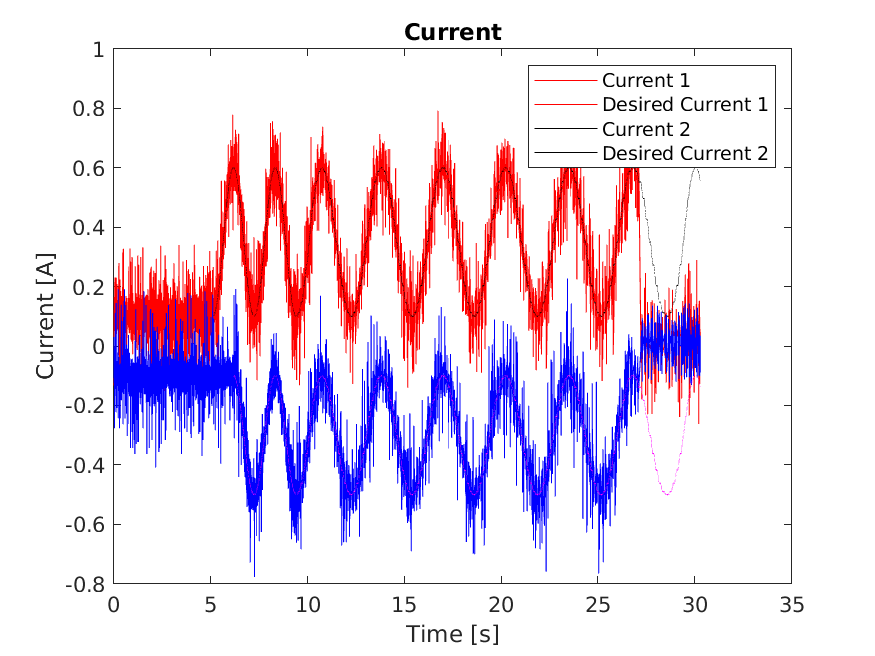 Current
1
0.8
0.6
0.4
0.2
0
-0.2
-0.4
-0.6
-0.8
Current [A]
Current 1
Desired Current 1
Current 2
Desired Current 2
0 5 10 15 20 25 30 35
Time [s]